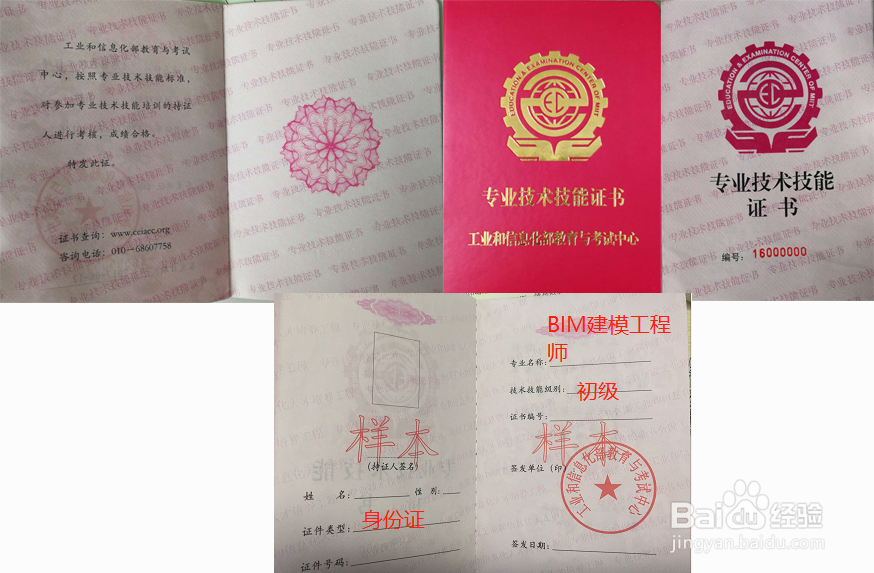 工业和信息化部教育与考试
中心，按照专业技术技能标准，
对参加专业技术技能培训的持证
人进行考核，成绩合格。
特发此证。
证书查询：www.ceiaec.org
咨询电话：010-68607758
EDUCATION & EXAMINATION CENTER OF MIIT
EC
专业技术技能证书
工业和信息化部教育与考试中心
EDUCATION & EXAMINATION CENTER OF MIIT
EC
专业技术技能
证书
编号：16000000
样本
(持证人签名)
姓 名： 性 别：
证件类型：身份证
证件号码：
专业名称：BIM建模工程师
技术技能级别：初级
证书编号：
样本
签发单位（印）
工业和信息化部教育与考试中心
签发日期：
Baidu经验
jingyan.baidu.com